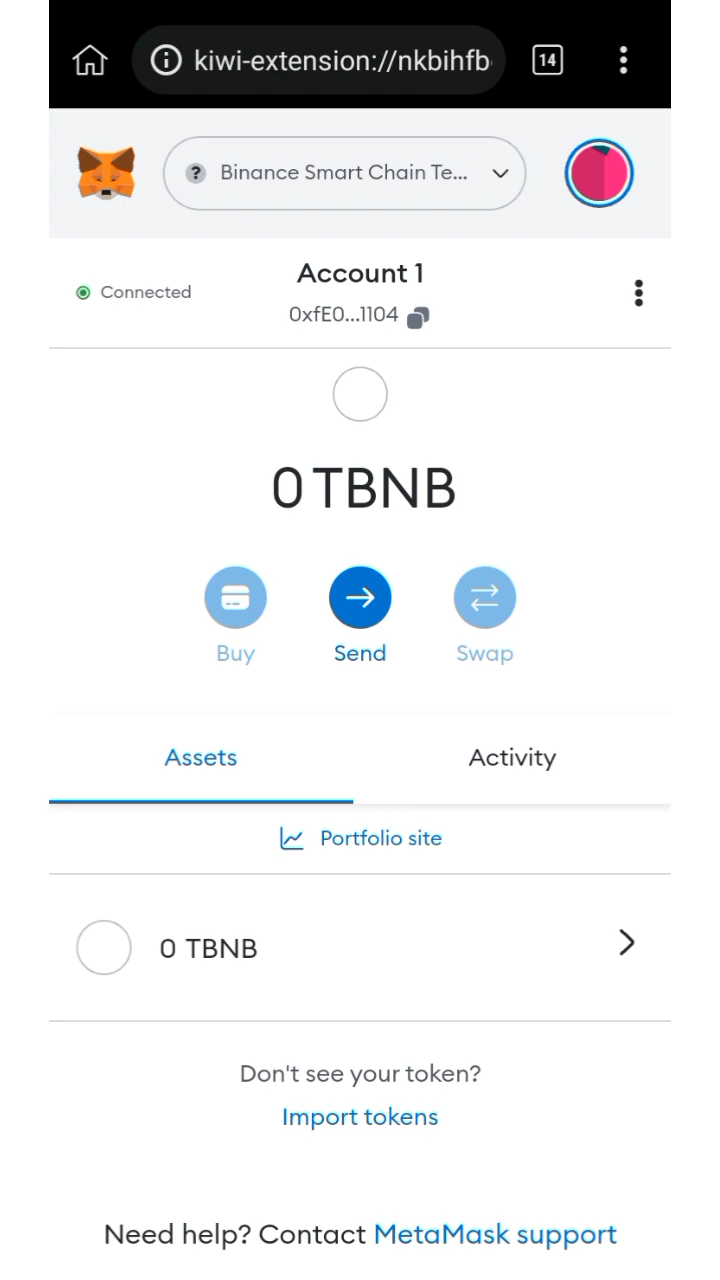 kiwi-extension://nkbihfb
14
? Binance Smart Chain Te...
Connected
Account 1
0xfE0...1104
0 TBNB
Buy
Send
Swap
Assets
Activity
Portfolio site
0 TBNB
Don't see your token?
Import tokens
Need help? Contact MetaMask support